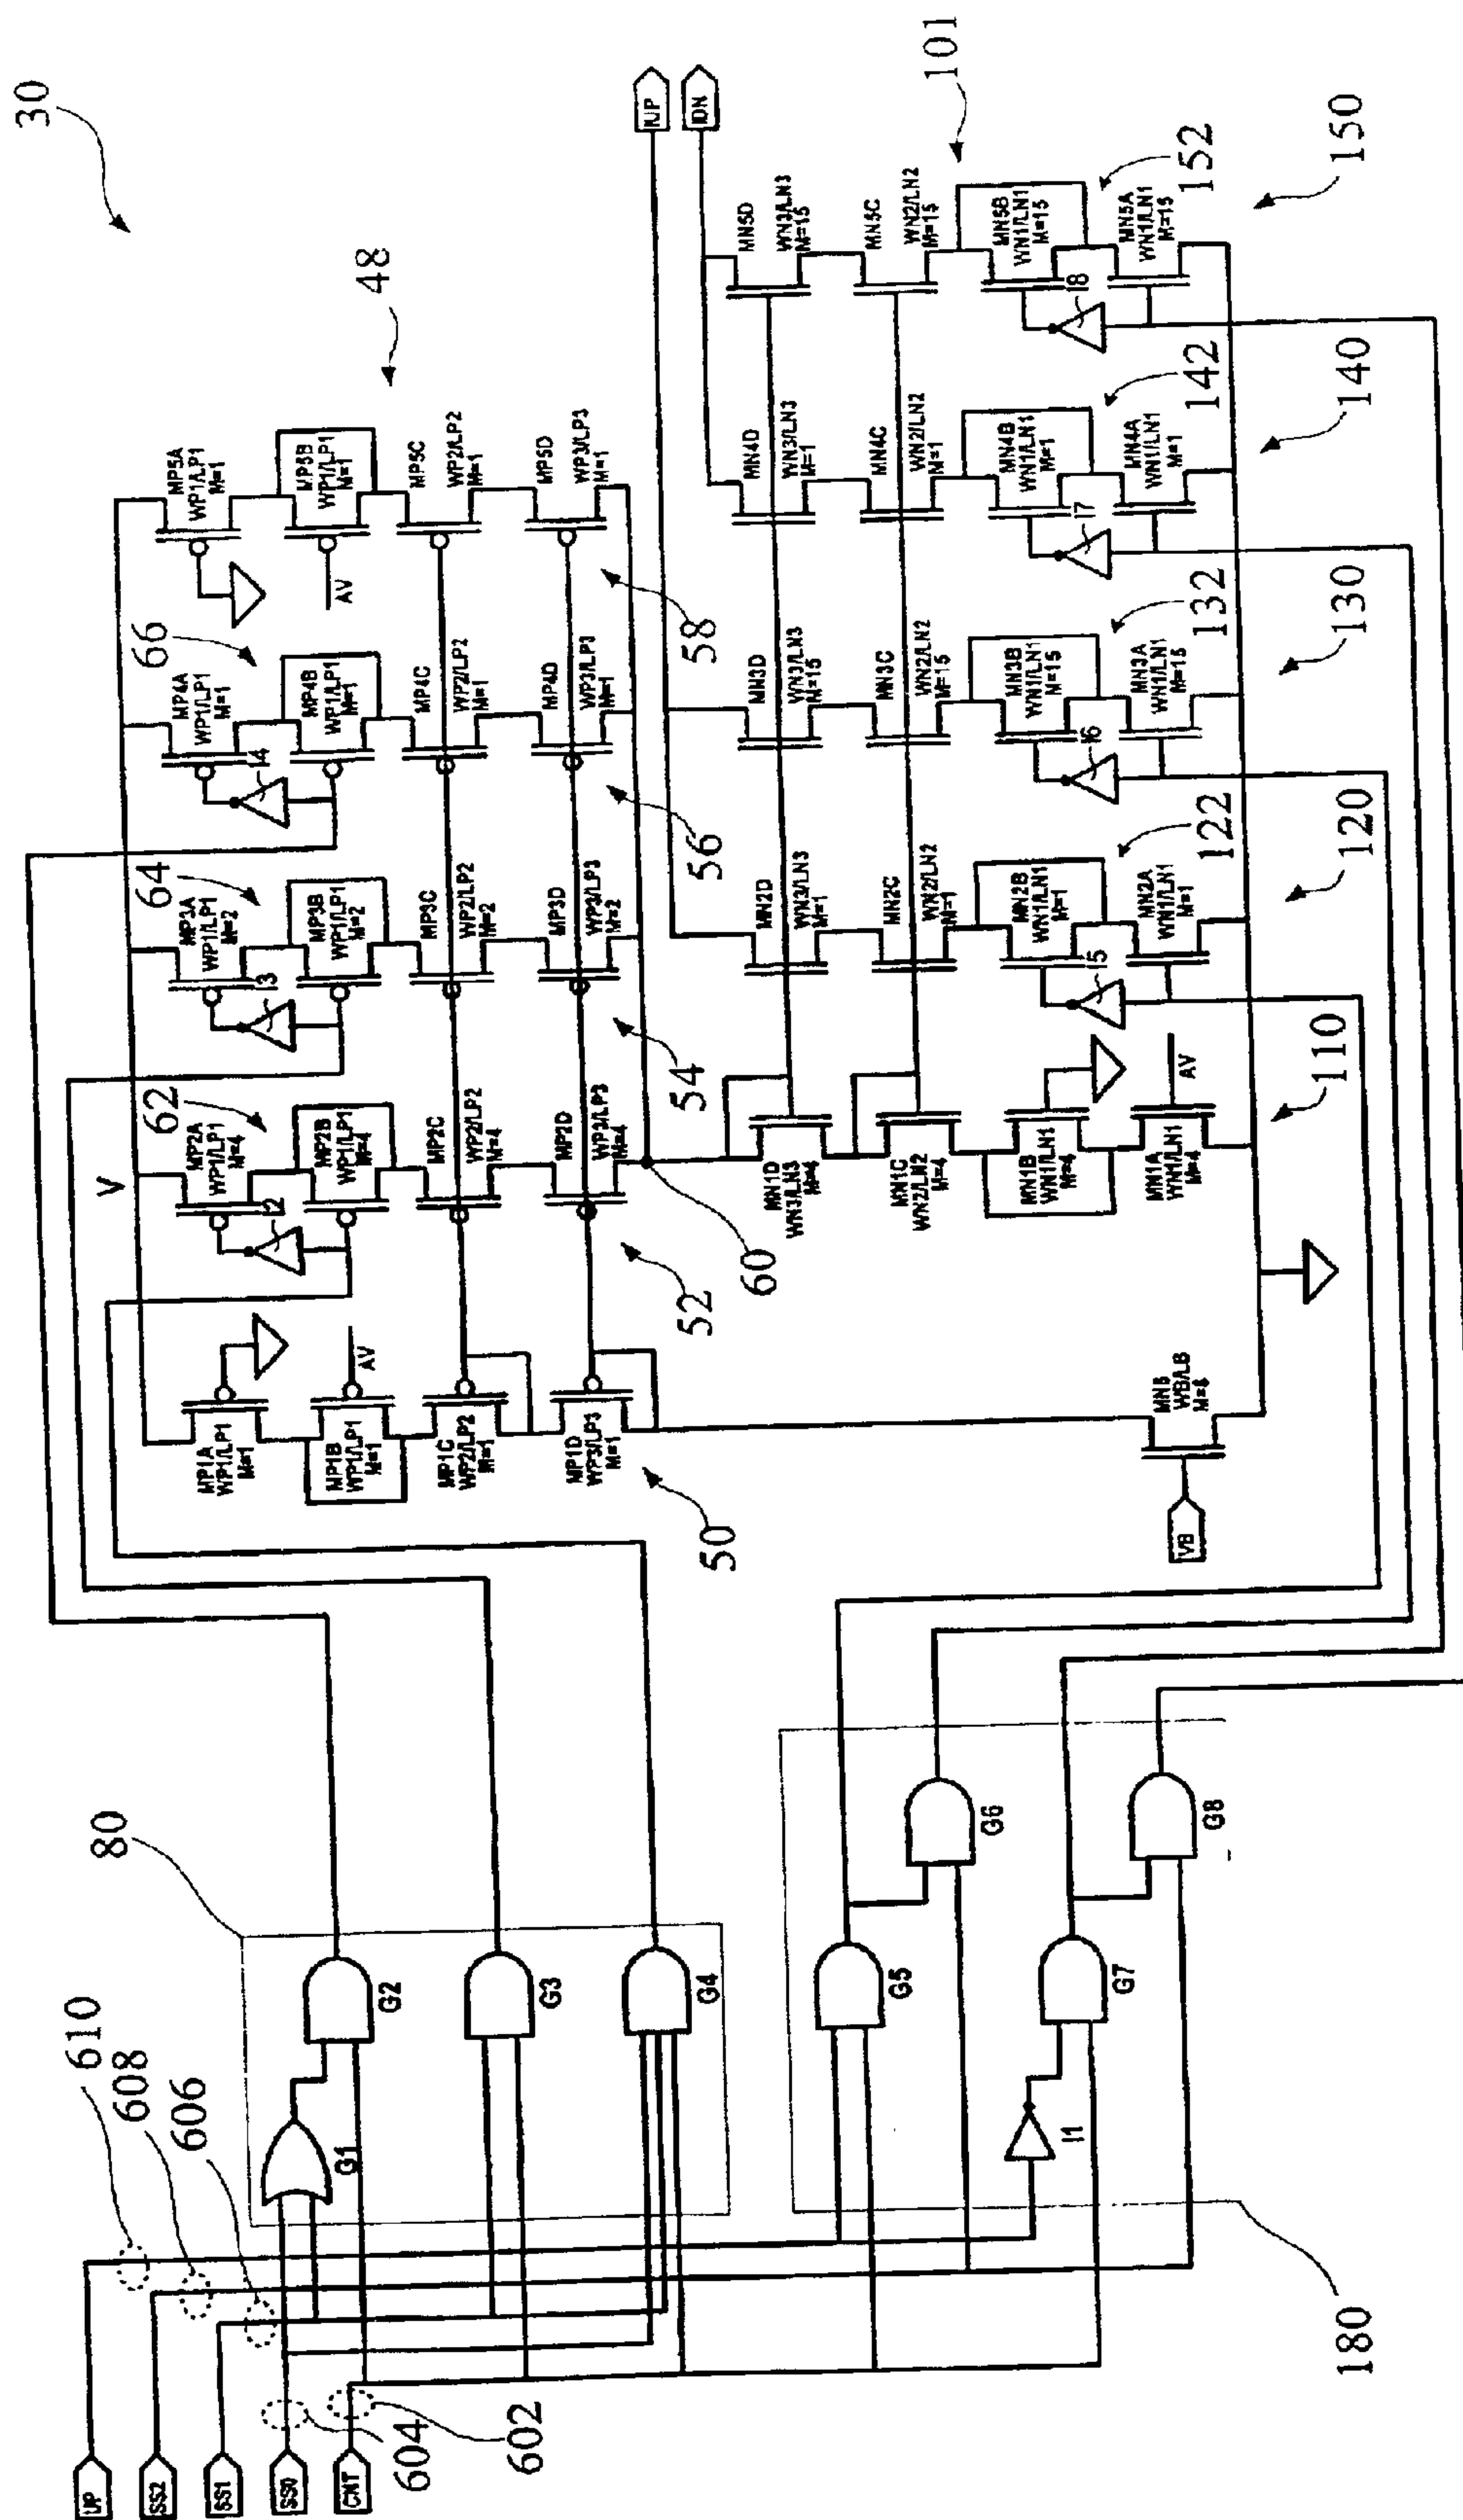 30
48
V
MP1A
WP1/LP1
M=1
MP1B
WP1/LP1
M=1
AV
MP1C
WP2/LP2
M=1
MP1D
WP3/LP3
M=1
50
62
MP2A
WP1/LP1
M=4
I2
MP2B
WP1/LP1
M=4
MP2C
WP2/LP2
M=4
MP2D
WP3/LP3
M=4
52
64
MP3A
WP1/LP1
M=2
I3
MP3B
WP1/LP1
M=2
MP3C
WP2/LP2
M=2
MP3D
WP3/LP3
M=2
54
66
MP4A
WP1/LP1
M=1
I4
MP4B
WP1/LP1
M=1
MP4C
WP2/LP2
M=1
MP4D
WP3/LP3
M=1
56
MP5A
WP1/LP1
M=1
MP5B
WP1/LP1
M=1
AV
MP5C
WP2/LP2
M=1
MP5D
WP3/LP3
M=1
58
60
IUP
IDN
101
MN1D
WN3/LN3
M=4
MN1C
WN2/LN2
M=4
MN1B
WN1/LN1
M=4
MN1A
WN1/LN1
M=4
AV
110
MN2D
WN3/LN3
M=1
MN2C
WN2/LN2
M=1
MN2B
WN1/LN1
M=1
I5
MN2A
WN1/LN1
M=1
122
120
MN3D
WN3/LN3
M=15
MN3C
WN2/LN2
M=15
MN3B
WN1/LN1
M=15
I6
MN3A
WN1/LN1
M=15
132
130
MN4D
WN3/LN3
M=1
MN4C
WN2/LN2
M=1
MN4B
WN1/LN1
M=1
I7
MN4A
WN1/LN1
M=1
142
140
MN5D
WN3/LN3
M=15
MN5C
WN2/LN2
M=15
MN5B
WN1/LN1
M=15
I8
MN5A
WN1/LN1
M=15
152
150
VB
WB/LB
80
G1
G2
G3
G4
G5
G6
G7
G8
I1
180
610
608
606
604
602
UP
SS2
SS1
SS0
CNT